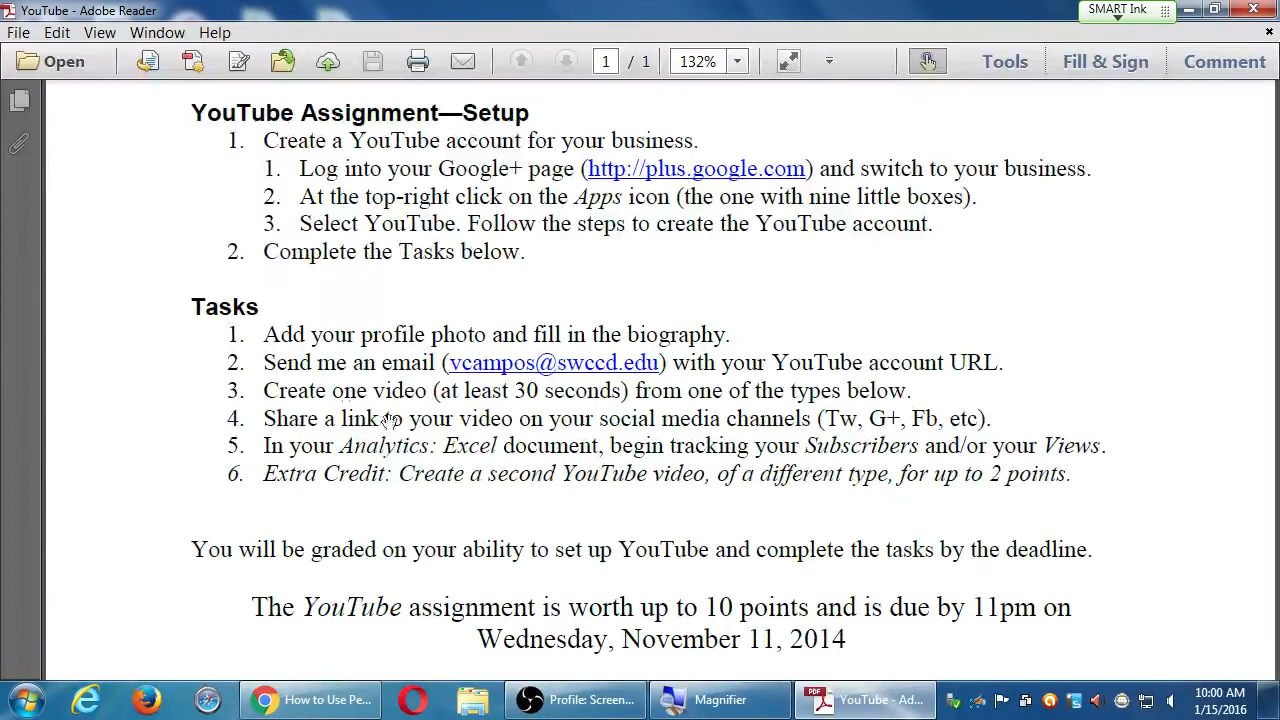 YouTube - Adobe Reader
SMART Ink
File Edit View Window Help
Open 1 / 1 132% Tools Fill & Sign Comment
YouTube Assignment—Setup
1. Create a YouTube account for your business.
1. Log into your Google+ page (http://plus.google.com) and switch to your business.
2. At the top-right click on the Apps icon (the one with nine little boxes).
3. Select YouTube. Follow the steps to create the YouTube account.
2. Complete the Tasks below.
Tasks
1. Add your profile photo and fill in the biography.
2. Send me an email (vcampos@swccd.edu) with your YouTube account URL.
3. Create one video (at least 30 seconds) from one of the types below.
4. Share a link to your video on your social media channels (Tw, G+, Fb, etc).
5. In your Analytics: Excel document, begin tracking your Subscribers and/or your Views.
6. Extra Credit: Create a second YouTube video, of a different type, for up to 2 points.
You will be graded on your ability to set up YouTube and complete the tasks by the deadline.
The YouTube assignment is worth up to 10 points and is due by 11pm on
Wednesday, November 11, 2014
How to Use Pe... Profile: Screen... Magnifier YouTube - Ad... 10:00 AM
1/15/2016